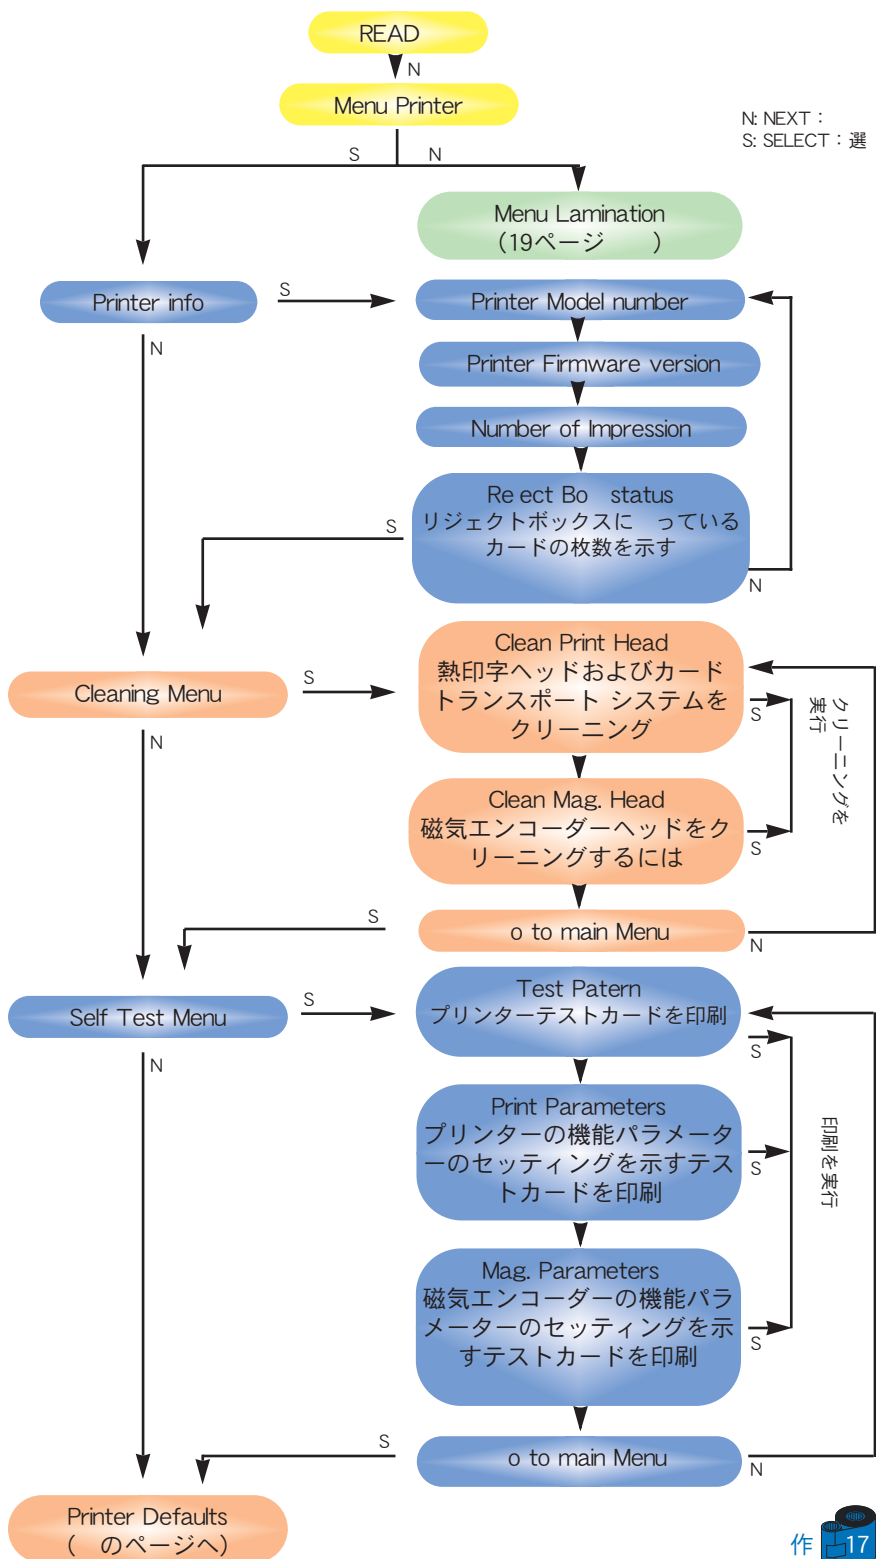 READ
N
Menu Printer
N: NEXT：
S: SELECT：選
S
N
Menu Lamination
（19ページ　　）
Printer info
S
Printer Model number
N
Printer Firmware version
Number of Impression
Re ect Bo status
リジェクトボックスに　っている
カードの枚数を示す
S
N
Clean Print Head
熱印字ヘッドおよびカード
トランスポート システムを
クリーニング
Cleaning Menu
S
S
N
クリーニングを
実行
Clean Mag. Head
磁気エンコーダーヘッドをク
リーニングするには
S
S
o to main Menu
N
Test Patern
プリンターテストカードを印刷
Self Test Menu
S
S
N
Print Parameters
プリンターの機能パラメータ
ーのセッティングを示すテス
トカードを印刷
S
印刷を実行
Mag. Parameters
磁気エンコーダーの機能パラ
メーターのセッティングを示
すテストカードを印刷
S
S
o to main Menu
N
Printer Defaults
（　のページへ）
作 17